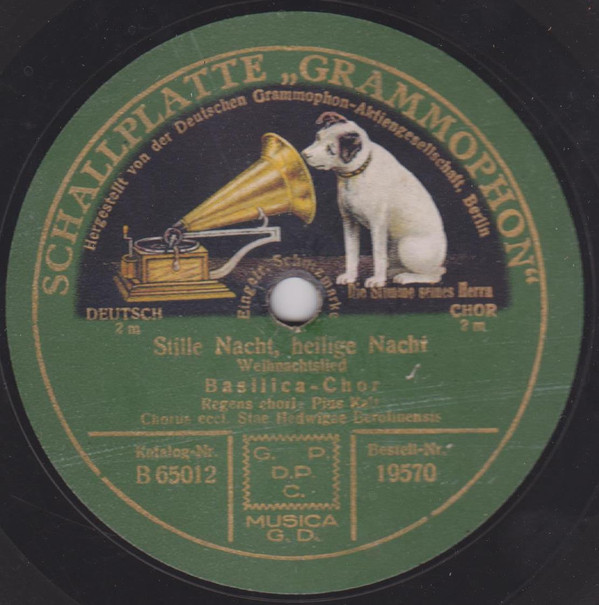 SCHALLPLATTE „GRAMMOPHON“
Hergestellt von der Deutschen Grammophon-Aktiengesellschaft, Berlin
Eingetr. Schutzmarke
Die Stimme seines Herrn
DEUTSCH
2 m
CHOR
2 m
Stille Nacht, heilige Nacht
Weihnachtslied
Basilica-Chor
Regens chori: Pius Kalt
Chorus eccl. Stae Hedwigae Berolinensis
Katalog-Nr.
B 65012
G. P.
D.P.
C.
MUSICA
G.D.
Bestell-Nr.
19570